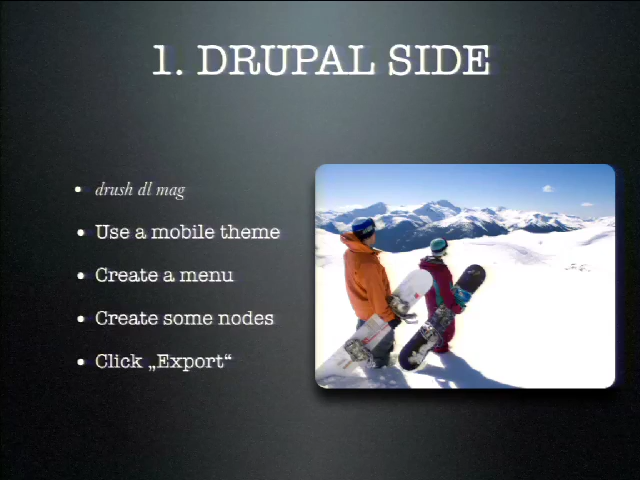 1. DRUPAL SIDE
drush dl mag
Use a mobile theme
Create a menu
Create some nodes
Click „Export“